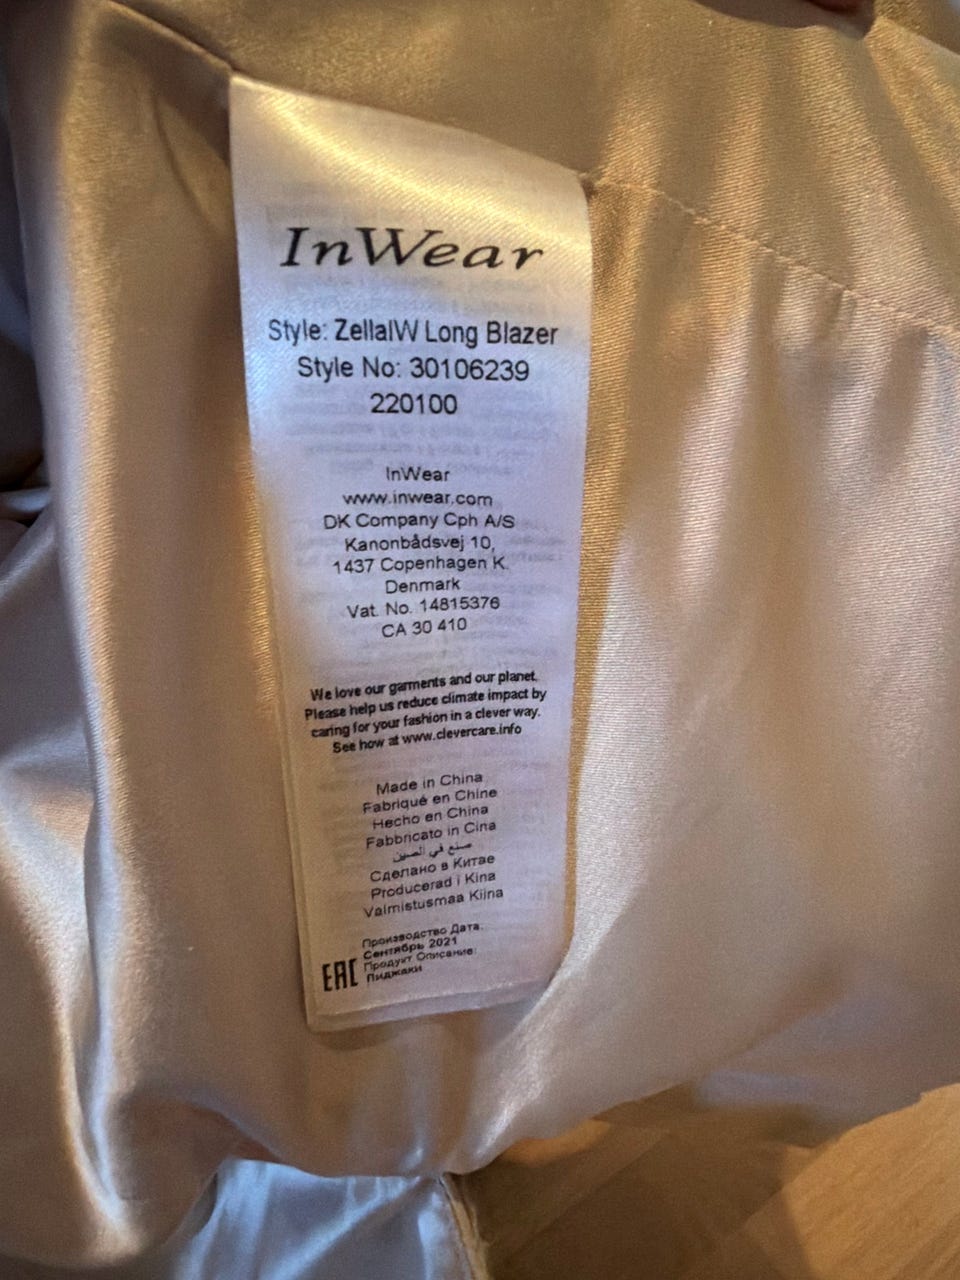 InWear
Style: ZellaIW Long Blazer
Style No: 30106239
220100
InWear
www.inwear.com
DK Company Cph A/S
Kanonbådsvej 10,
1437 Copenhagen K.
Denmark
Vat. No. 14815376
CA 30 410
We love our garments and our planet.
Please help us reduce climate impact by
caring for your fashion in a clever way.
See how at www.clevercare.info
Made in China
Fabriqué en Chine
Hecho en China
Fabbricato in Cina
صنع في الصين
Сделано в Китае
Producerad i Kina
Valmistusmaa Kiina
Производство Дата:
Сентябрь 2021
Продукт Описание:
Пиджаки
EAC